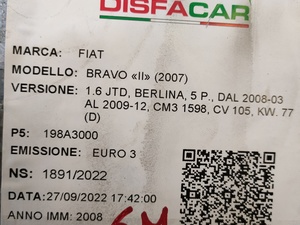 DISFACAR
MARCA: FIAT
MODELLO: BRAVO «II» (2007)
VERSIONE: 1.6 JTD, BERLINA, 5 P., DAL 2008-03
AL 2009-12, CM3 1598, CV 105, KW. 77
(D)
P5: 198A3000
EMISSIONE: EURO 3
NS: 1891/2022
DATA:27/09/2022 17:42:00
ANNO IMM: 2008